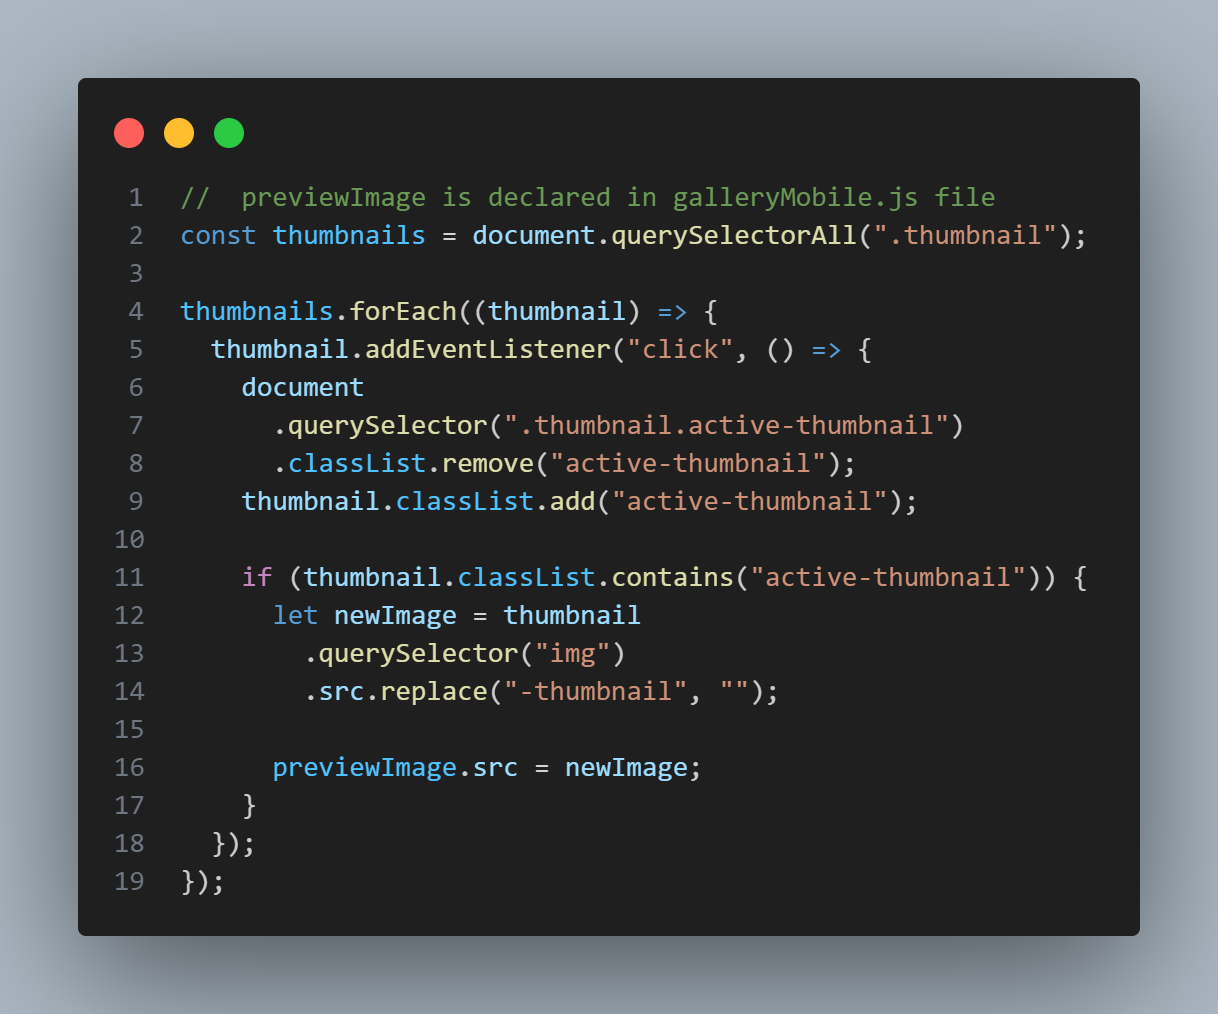 1 //  previewImage is declared in galleryMobile.js file
2 const thumbnails = document.querySelectorAll(".thumbnail");
3
4 thumbnails.forEach((thumbnail) => {
5   thumbnail.addEventListener("click", () => {
6     document
7       .querySelector(".thumbnail.active-thumbnail")
8       .classList.remove("active-thumbnail");
9     thumbnail.classList.add("active-thumbnail");
10
11     if (thumbnail.classList.contains("active-thumbnail")) {
12       let newImage = thumbnail
13         .querySelector("img")
14         .src.replace("-thumbnail", "");
15
16       previewImage.src = newImage;
17     }
18   });
19 });